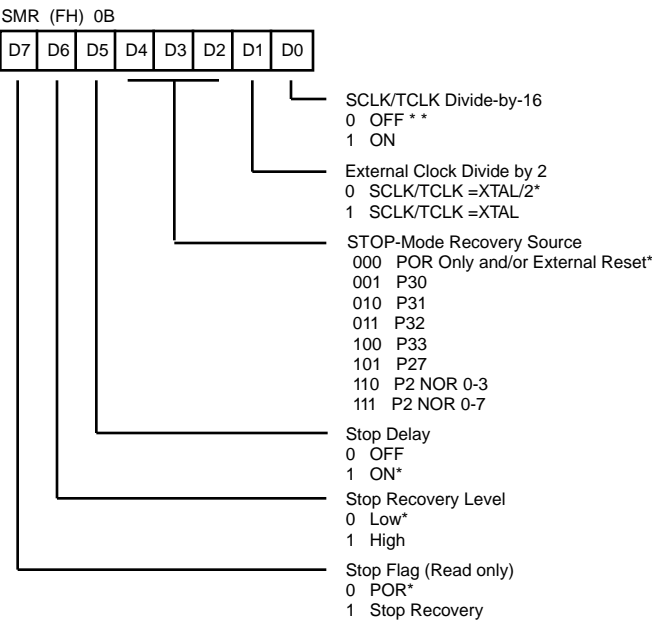 SMR (FH) 0B
D7 D6 D5 D4 D3 D2 D1 D0
SCLK/TCLK Divide-by-16
0 OFF * *
1 ON
External Clock Divide by 2
0 SCLK/TCLK =XTAL/2*
1 SCLK/TCLK =XTAL
STOP-Mode Recovery Source
000 POR Only and/or External Reset*
001 P30
010 P31
011 P32
100 P33
101 P27
110 P2 NOR 0-3
111 P2 NOR 0-7
Stop Delay
0 OFF
1 ON*
Stop Recovery Level
0 Low*
1 High
Stop Flag (Read only)
0 POR*
1 Stop Recovery